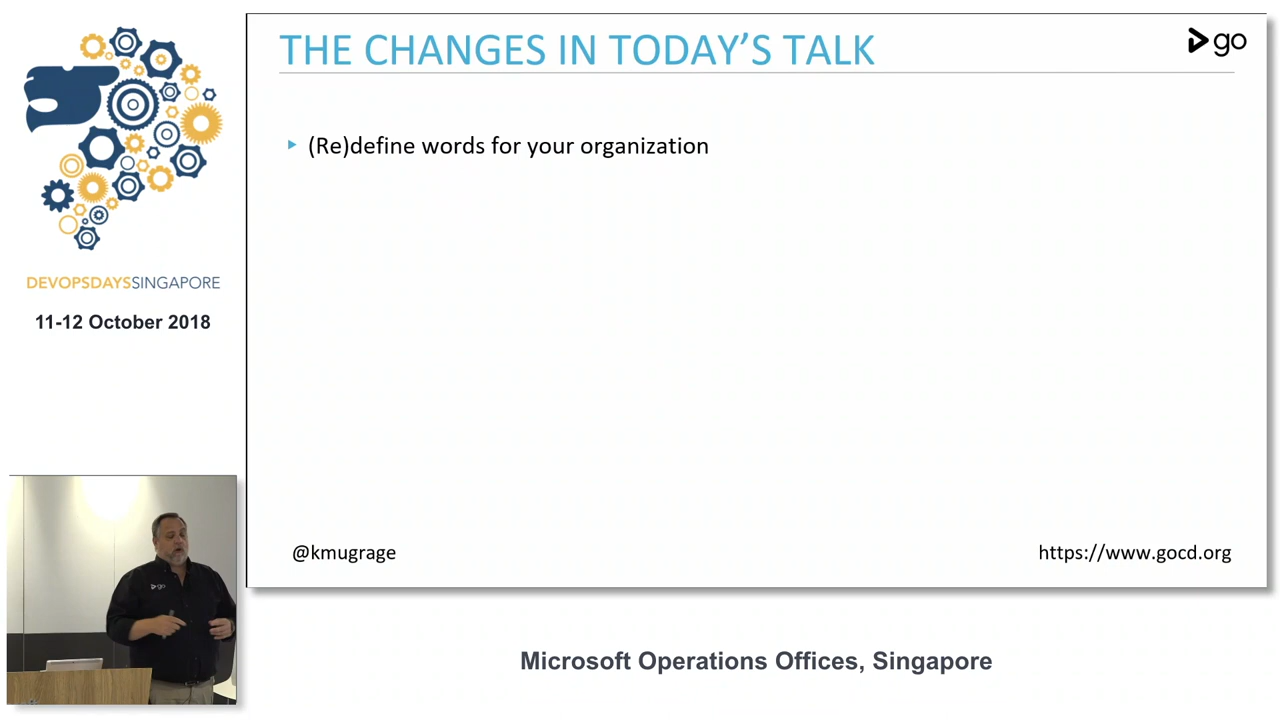 THE CHANGES IN TODAY'S TALK
go
(Re)define words for your organization
DEVOPSDAYSSINGAPORE
11-12 October 2018
go
@kmugrage
https://www.gocd.org
Microsoft Operations Offices, Singapore